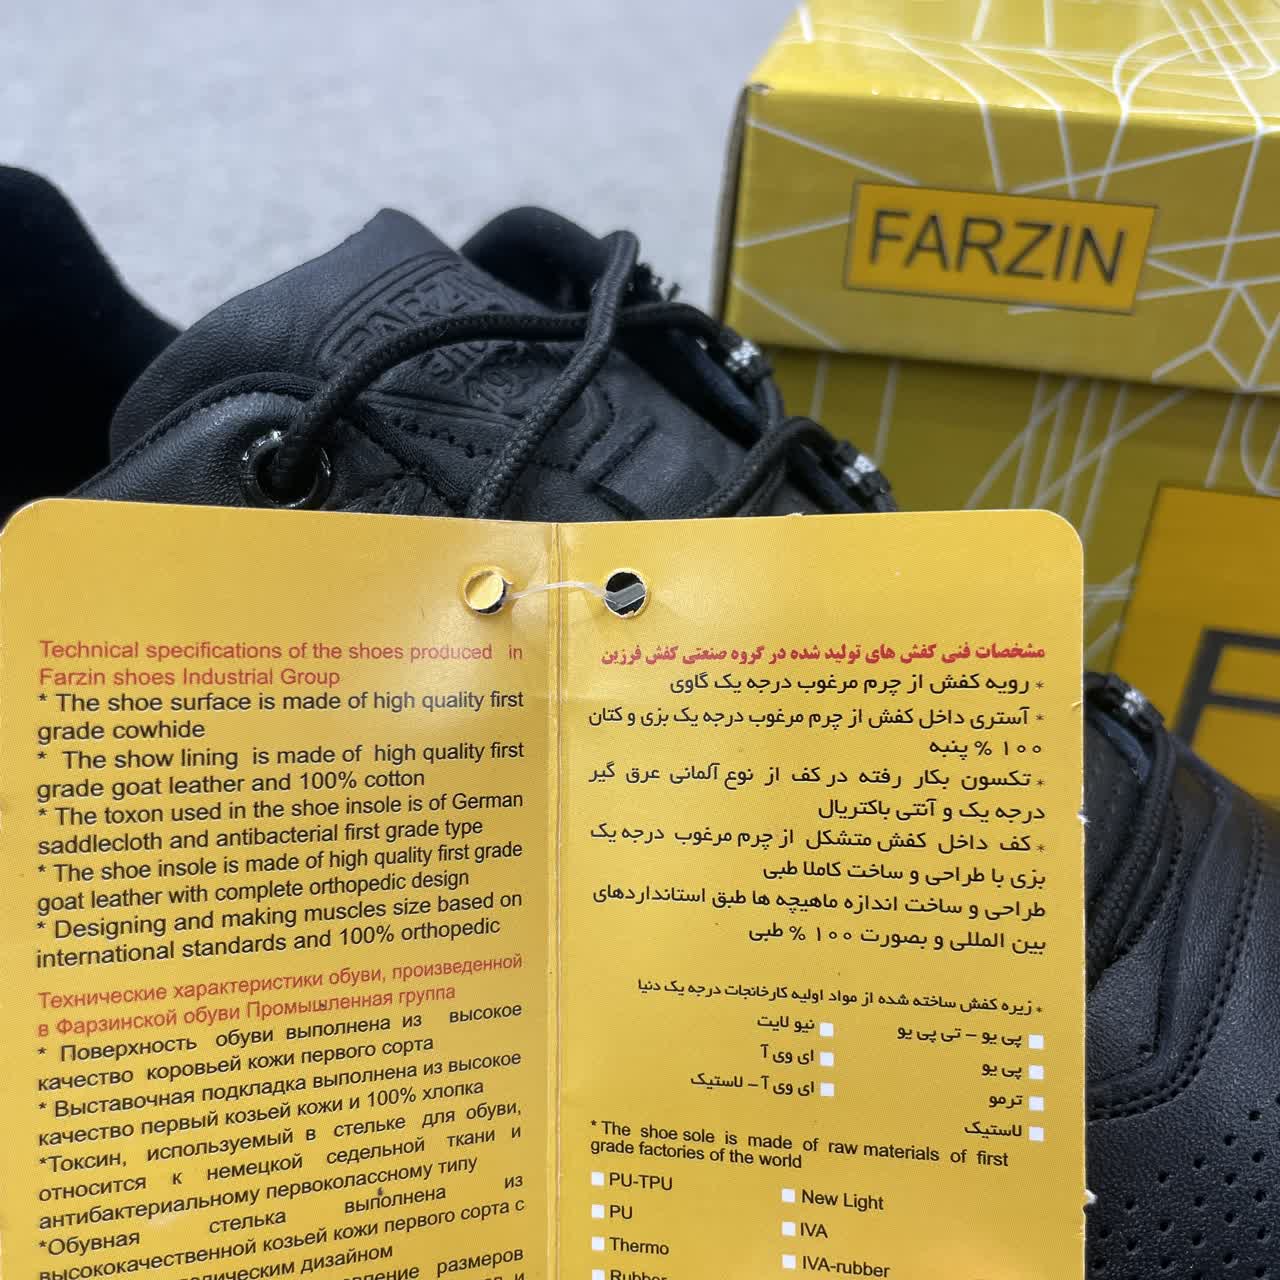 FARZIN
FARZIN
Technical specifications of the shoes produced in
Farzin shoes Industrial Group
* The shoe surface is made of high quality first
grade cowhide
* The show lining is made of high quality first
grade goat leather and 100% cotton
* The toxon used in the shoe insole is of German
saddlecloth and antibacterial first grade type
* The shoe insole is made of high quality first grade
goat leather with complete orthopedic design
* Designing and making muscles size based on
international standards and 100% orthopedic
Технические характеристики обуви, произведенной
в Фарзинской обуви Промышленная группа
* Поверхность обуви выполнена из высокое
качество коровьей кожи первого сорта
* Выставочная подкладка выполнена из высокое
качество первый козьей кожи и 100% хлопка
*Токсин, используемый в стельке для обуви,
относится к немецкой седельной ткани и
антибактериальному первоклассному типу
*Обувная стелька выполнена из
высококачественной козьей кожи первого сорта с
дизайном
размеров
مشخصات فنی کفش های تولید شده در گروه صنعتی کفش فرزین
* رویه کفش از چرم مرغوب درجه یک گاوی
* آستری داخل کفش از چرم مرغوب درجه یک بزی و کتان
۱۰۰ % پنبه
* تکسون بکار رفته در کف از نوع آلمانی عرق گیر
درجه یک و آنتی باکتریال
* کف داخل کفش متشکل از چرم مرغوب درجه یک
بزی با طراحی و ساخت کاملا طبی
طراحی و ساخت اندازه ماهیچه ها طبق استانداردهای
بین المللی و بصورت ۱۰۰ % طبی
* زیره کفش ساخته شده از مواد اولیه کارخانجات درجه یک دنیا
پی یو – تی پی یو نیو لایت
پی یو ای وی آ
ترمو ای وی آ – لاستیک
لاستیک
* The shoe sole is made of raw materials of first
grade factories of the world
PU-TPU New Light
PU IVA
Thermo IVA-rubber
Rubber